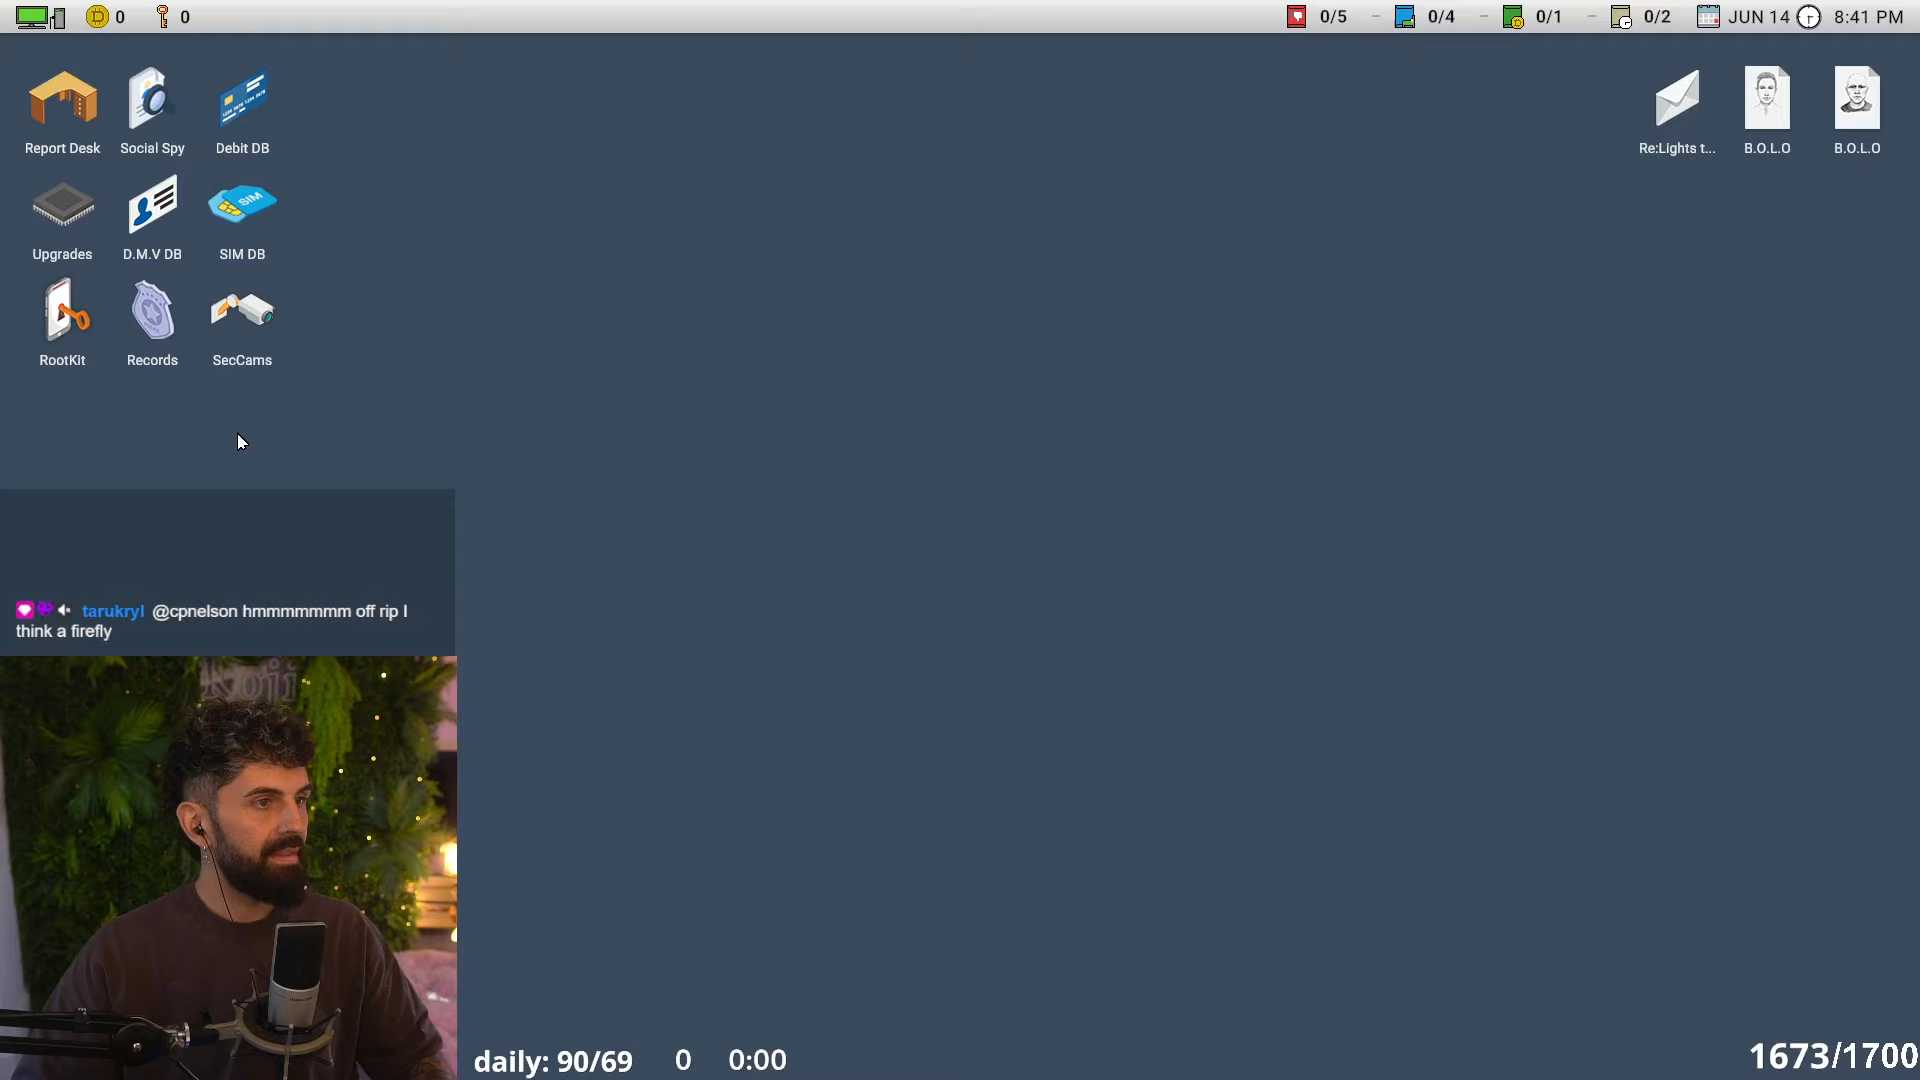 0 0 0/5 – 0/4 – 0/1 – 0/2 JUN 14 8:41 PM
Report Desk Social Spy Debit DB Re:Lights t... B.O.L.O B.O.L.O
SIM
Upgrades D.M.V DB SIM DB
RootKit Records SecCams
tarukryl @cpnelson hmmmmmmm off rip I
think a firefly
Koji
daily: 90/69 0 0:00 1673/1700